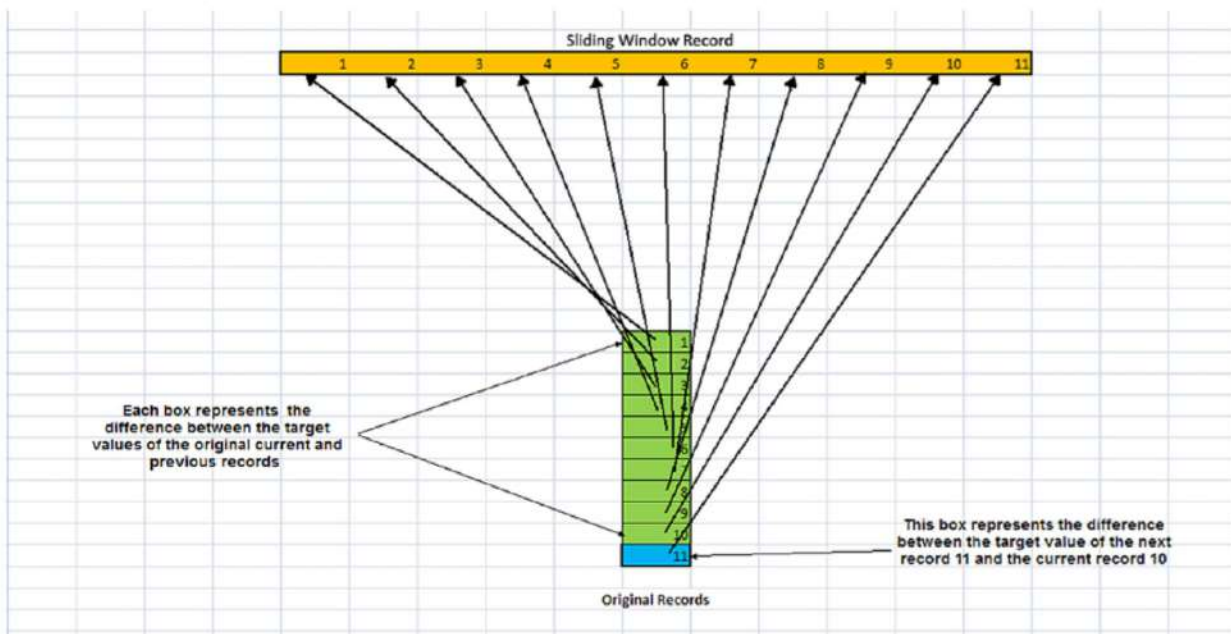 Sliding Window Record
1 2 3 4 5 6 7 8 9 10 11
1
2
3
6
8
9
10
11
Each box represents the
difference between the target
values of the original current and
previous records
This box represents the difference
between the target value of the next
record 11 and the current record 10
Original Records